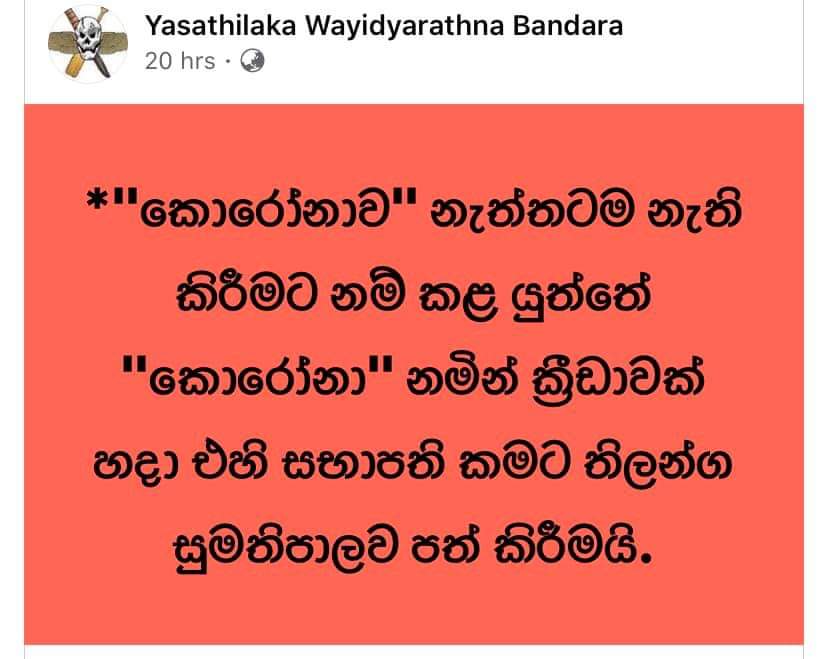 Yasathilaka Wayidyarathna Bandara
20 hrs ·
*"කොරෝනාව" නැත්තටම නැති
කිරීමට නම් කළ යුත්තේ
"කොරෝනා" නමින් ක්‍රීඩාවක්
හදා එහි සභාපති කමට තිලන්ග
සුමතිපාලව පත් කිරීමයි.